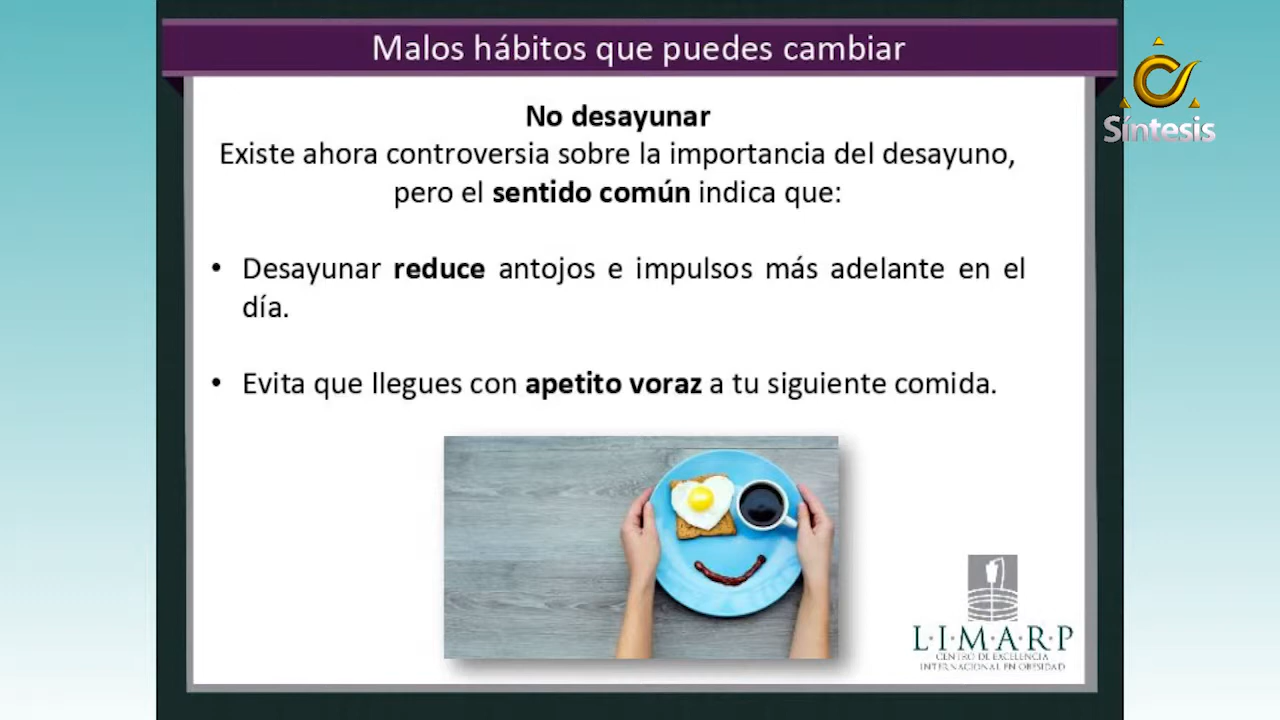 Malos hábitos que puedes cambiar
Síntesis
No desayunar
Existe ahora controversia sobre la importancia del desayuno,
pero el sentido común indica que:
• Desayunar reduce antojos e impulsos más adelante en el
día.
• Evita que llegues con apetito voraz a tu siguiente comida.
L·I·M·A·R·P
CENTRO DE EXCELENCIA
INTERNACIONAL EN OBESIDAD